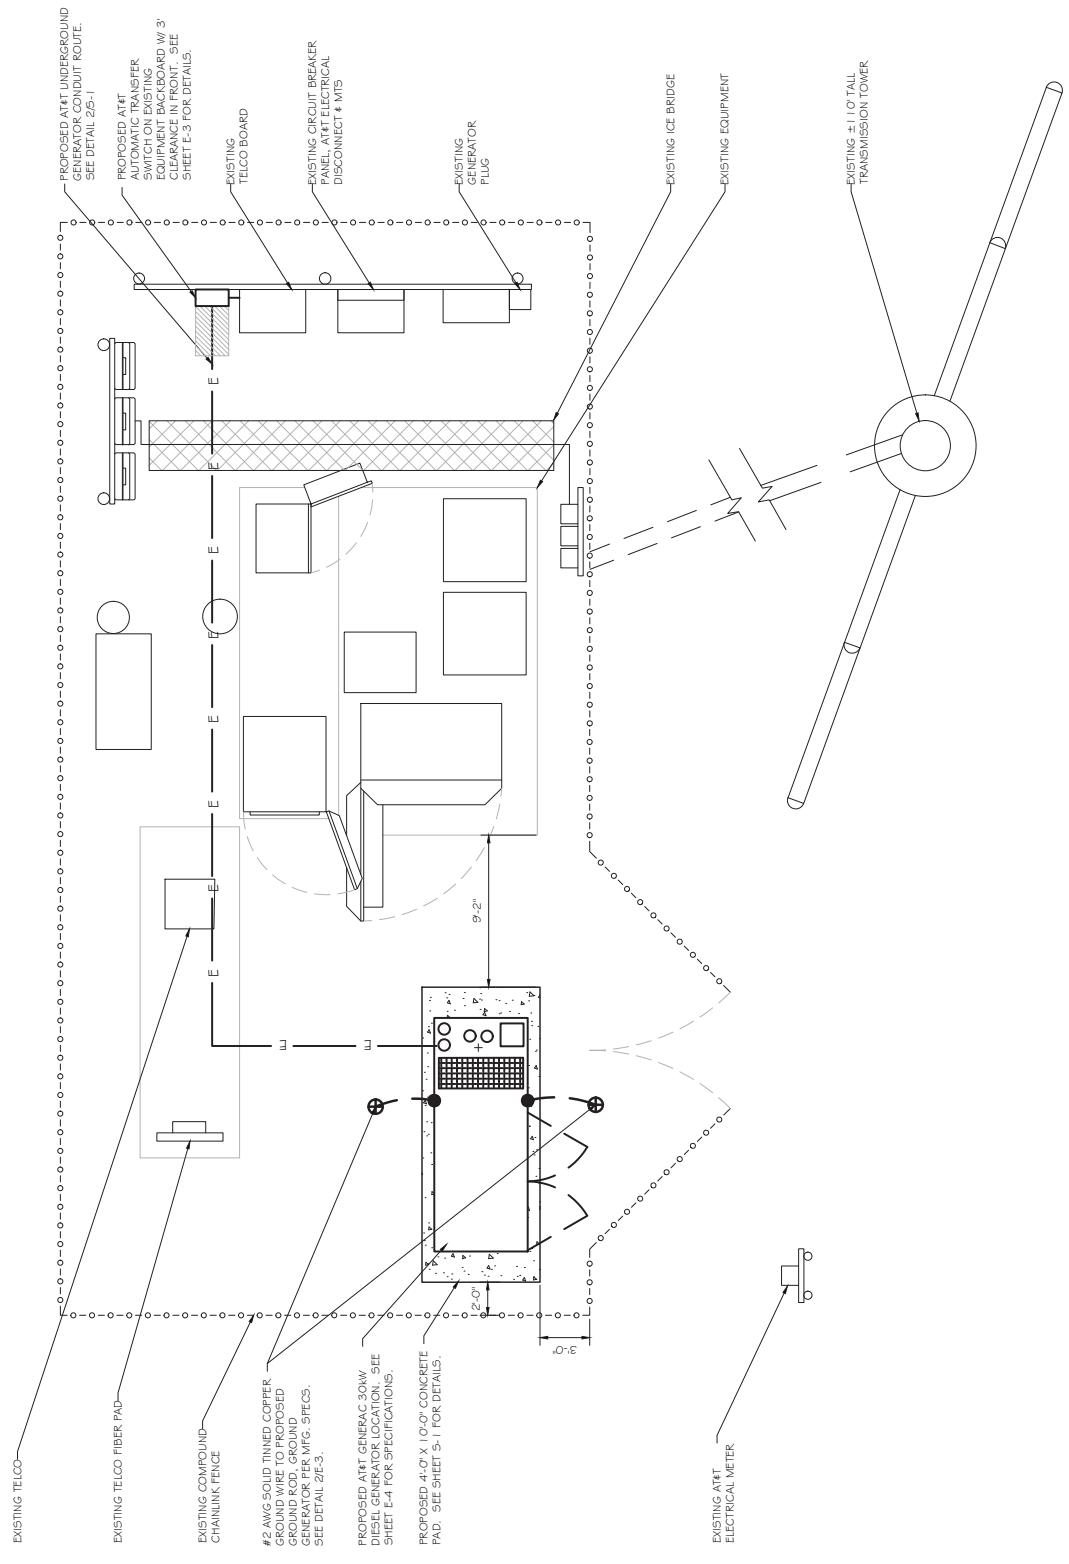 PROPOSED AT&T UNDERGROUND
GENERATOR CONDUIT ROUTE.
SEE DETAIL 2/S-1
PROPOSED AT&T
AUTOMATIC TRANSFER
SWITCH ON EXISTING
EQUIPMENT BACKBOARD W/ 3'
CLEARANCE IN FRONT. SEE
SHEET E-3 FOR DETAILS.
EXISTING
TELCO BOARD
EXISTING CIRCUIT BREAKER
PANEL, AT&T ELECTRICAL
DISCONNECT & MTS
EXISTING
GENERATOR
PLUG
EXISTING ICE BRIDGE
EXISTING EQUIPMENT
EXISTING ±110' TALL
TRANSMISSION TOWER
E
E
E
E
E
E
E
E
E
E
9'-2"
2'-0"
3'-0"
EXISTING TELCO
EXISTING TELCO FIBER PAD
EXISTING COMPOUND
CHAINLINK FENCE
#2 AWG SOLID TINNED COPPER
GROUND WIRE TO PROPOSED
GROUND ROD, GROUND
GENERATOR PER MFG. SPECS.
SEE DETAIL 2/E-3.
PROPOSED AT&T GENERAC 30kW
DIESEL GENERATOR LOCATION. SEE
SHEET E-4 FOR SPECIFICATIONS.
PROPOSED 4'-0" X 10'-0" CONCRETE
PAD. SEE SHEET S-1 FOR DETAILS.
EXISTING AT&T
ELECTRICAL METER